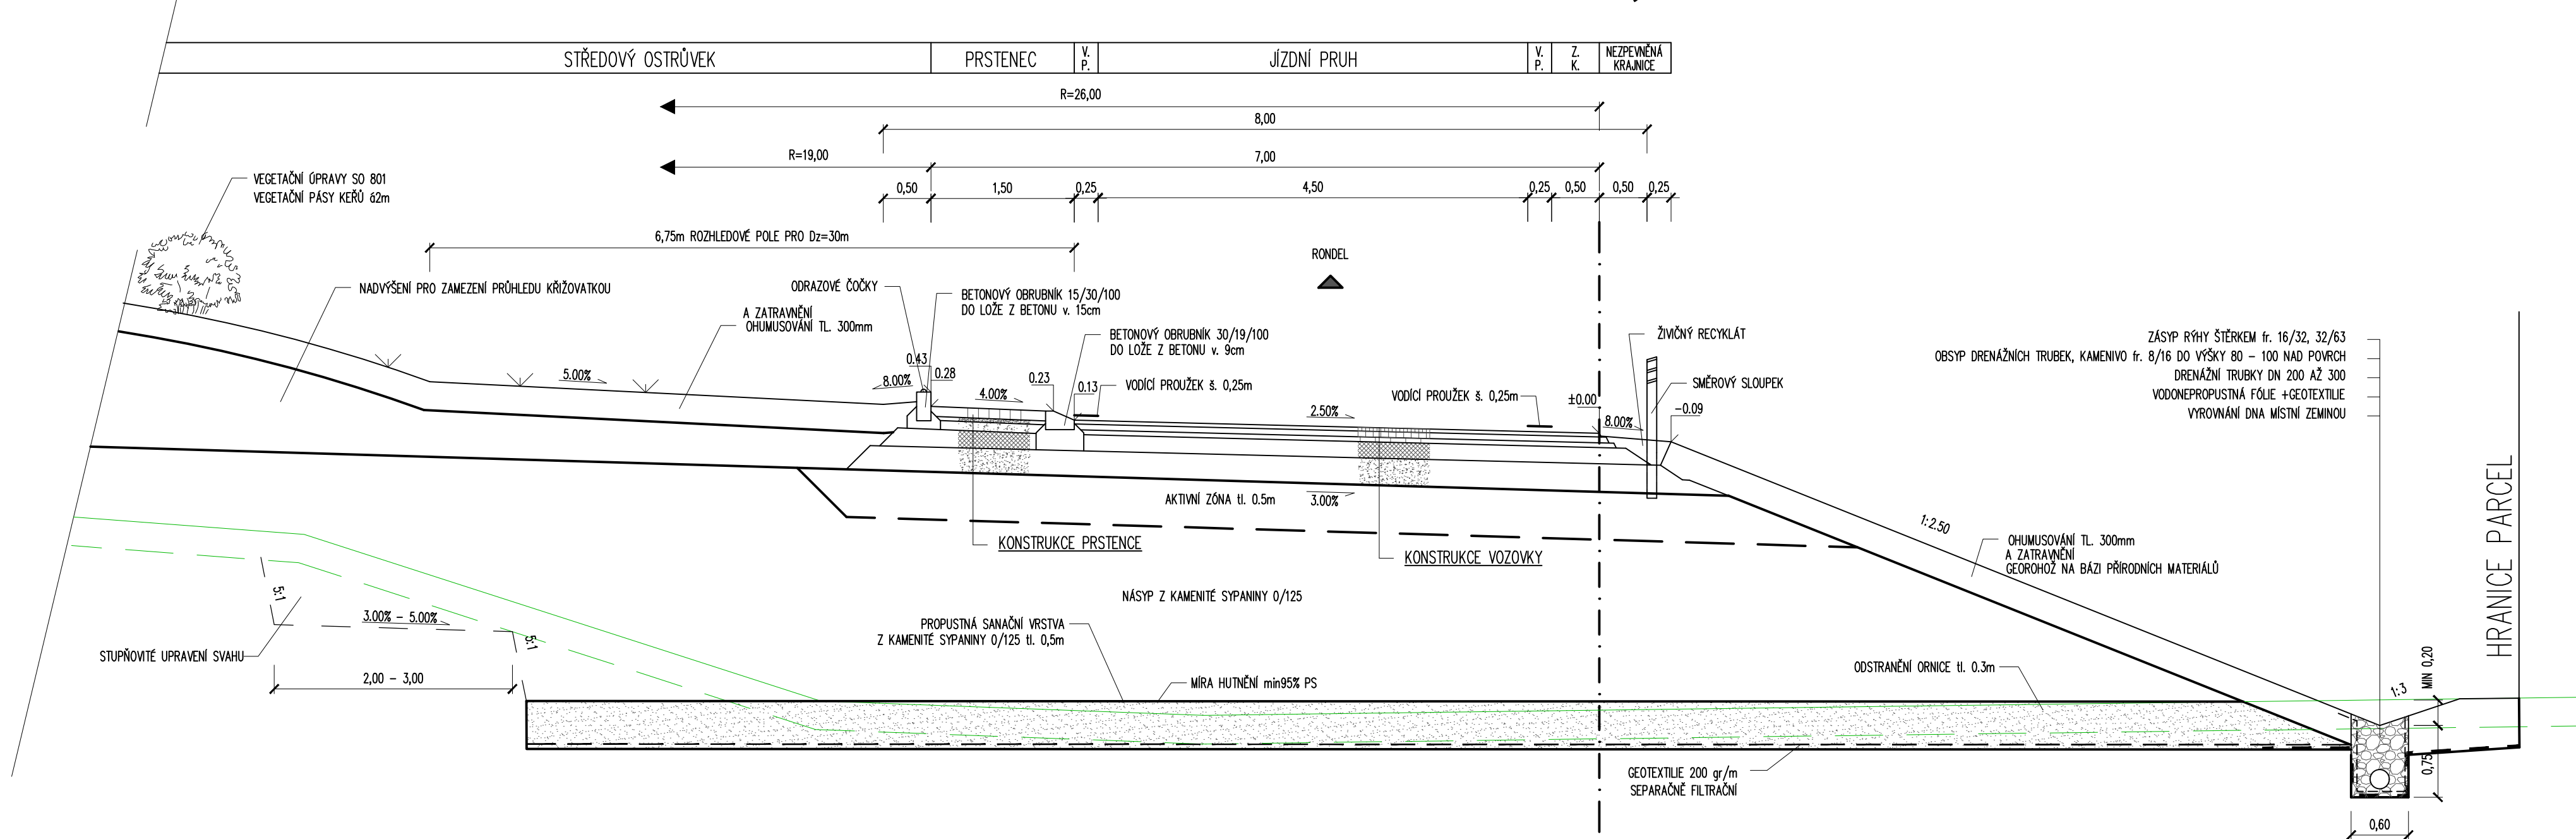 STŘEDOVÝ OSTRŮVEK
PRSTENEC
V.
P.
JÍZDNÍ PRUH
V.
P.
Z.
K.
NEZPEVNĚNÁ
KRAJNICE
R=26,00
8,00
R=19,00
7,00
0,50
1,50
0,25
4,50
0,25
0,50
0,50
0,25
VEGETAČNÍ ÚPRAVY SO 801
VEGETAČNÍ PÁSY KEŘŮ á2m
6,75m ROZHLEDOVÉ POLE PRO Dz=30m
RONDEL
NADVÝŠENÍ PRO ZAMEZENÍ PRŮHLEDU KŘIŽOVATKOU
ODRAZOVÉ ČOČKY
BETONOVÝ OBRUBNÍK 15/30/100
DO LOŽE Z BETONU v. 15cm
A ZATRAVNĚNÍ
OHUMUSOVÁNÍ TL. 300mm
BETONOVÝ OBRUBNÍK 30/19/100
DO LOŽE Z BETONU v. 9cm
ŽIVIČNÝ RECYKLÁT
ZÁSYP RÝHY ŠTĚRKEM fr. 16/32, 32/63
OBSYP DRENÁŽNÍCH TRUBEK, KAMENIVO fr. 8/16 DO VÝŠKY 80 - 100 NAD POVRCH
DRENÁŽNÍ TRUBKY DN 200 AŽ 300
VODONEPROPUSTNÁ FÓLIE +GEOTEXTILIE
VYROVNÁNÍ DNA MÍSTNÍ ZEMINOU
5.00%
8.00%
0.43
0.28
4.00%
0.23
0.13
VODÍCÍ PROUŽEK š. 0,25m
VODÍCÍ PROUŽEK š. 0,25m
2.50%
±0.00
8.00%
SMĚROVÝ SLOUPEK
-0.09
AKTIVNÍ ZÓNA tl. 0.5m
3.00%
KONSTRUKCE PRSTENCE
KONSTRUKCE VOZOVKY
1:2.50
OHUMUSOVÁNÍ TL. 300mm
A ZATRAVNĚNÍ
GEOROHOŽ NA BÁZI PŘÍRODNÍCH MATERIÁLŮ
HRANICE PARCEL
5:1
3.00% - 5.00%
5:1
STUPŇOVITÉ UPRAVENÍ SVAHU
2,00 - 3,00
NÁSYP Z KAMENITÉ SYPANINY 0/125
PROPUSTNÁ SANAČNÍ VRSTVA
Z KAMENITÉ SYPANINY 0/125 tl. 0,5m
MÍRA HUTNĚNÍ min95% PS
ODSTRANĚNÍ ORNICE tl. 0.3m
1:3
MIN 0,20
0,75
GEOTEXTILIE 200 gr/m
SEPARAČNĚ FILTRAČNÍ
0,60